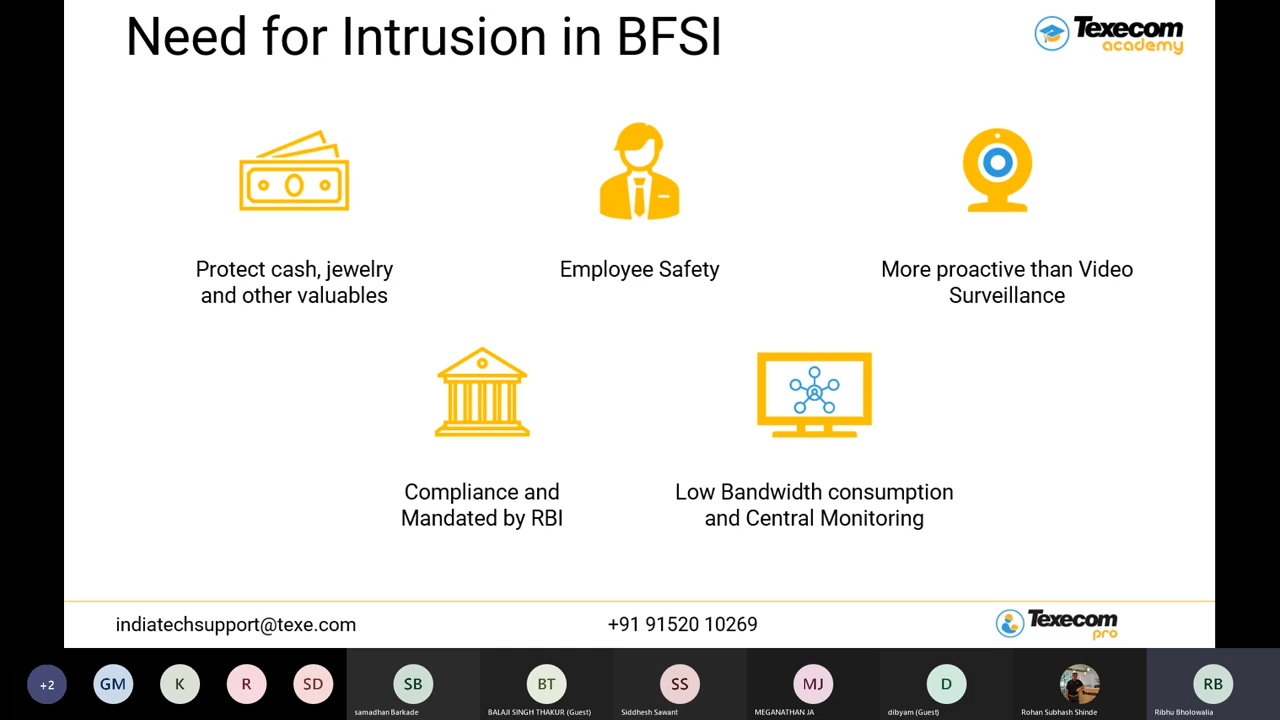 Need for Intrusion in BFSI
Texecom
academy
Protect cash, jewelry
and other valuables
Employee Safety
More proactive than Video
Surveillance
Compliance and
Mandated by RBI
Low Bandwidth consumption
and Central Monitoring
indiatechsupport@texe.com
+91 91520 10269
Texecom
pro
+2
GM
K
R
SD
SB
samadhan Barkade
BT
BALAJI SINGH THAKUR (Guest)
SS
Siddhesh Sawant
MJ
MEGANATHAN JA
D
dibyam (Guest)
Rohan Subhash Shinde
RB
Ribhu Bholowalia